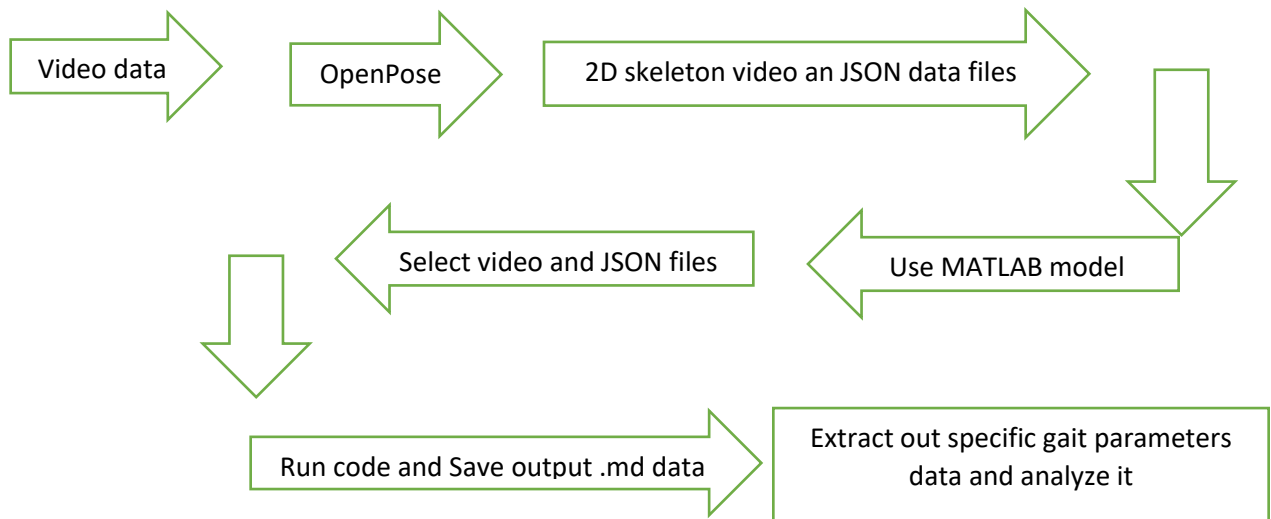 Video data
OpenPose
2D skeleton video an JSON data files
Use MATLAB model
Select video and JSON files
Run code and Save output .md data
Extract out specific gait parameters
data and analyze it